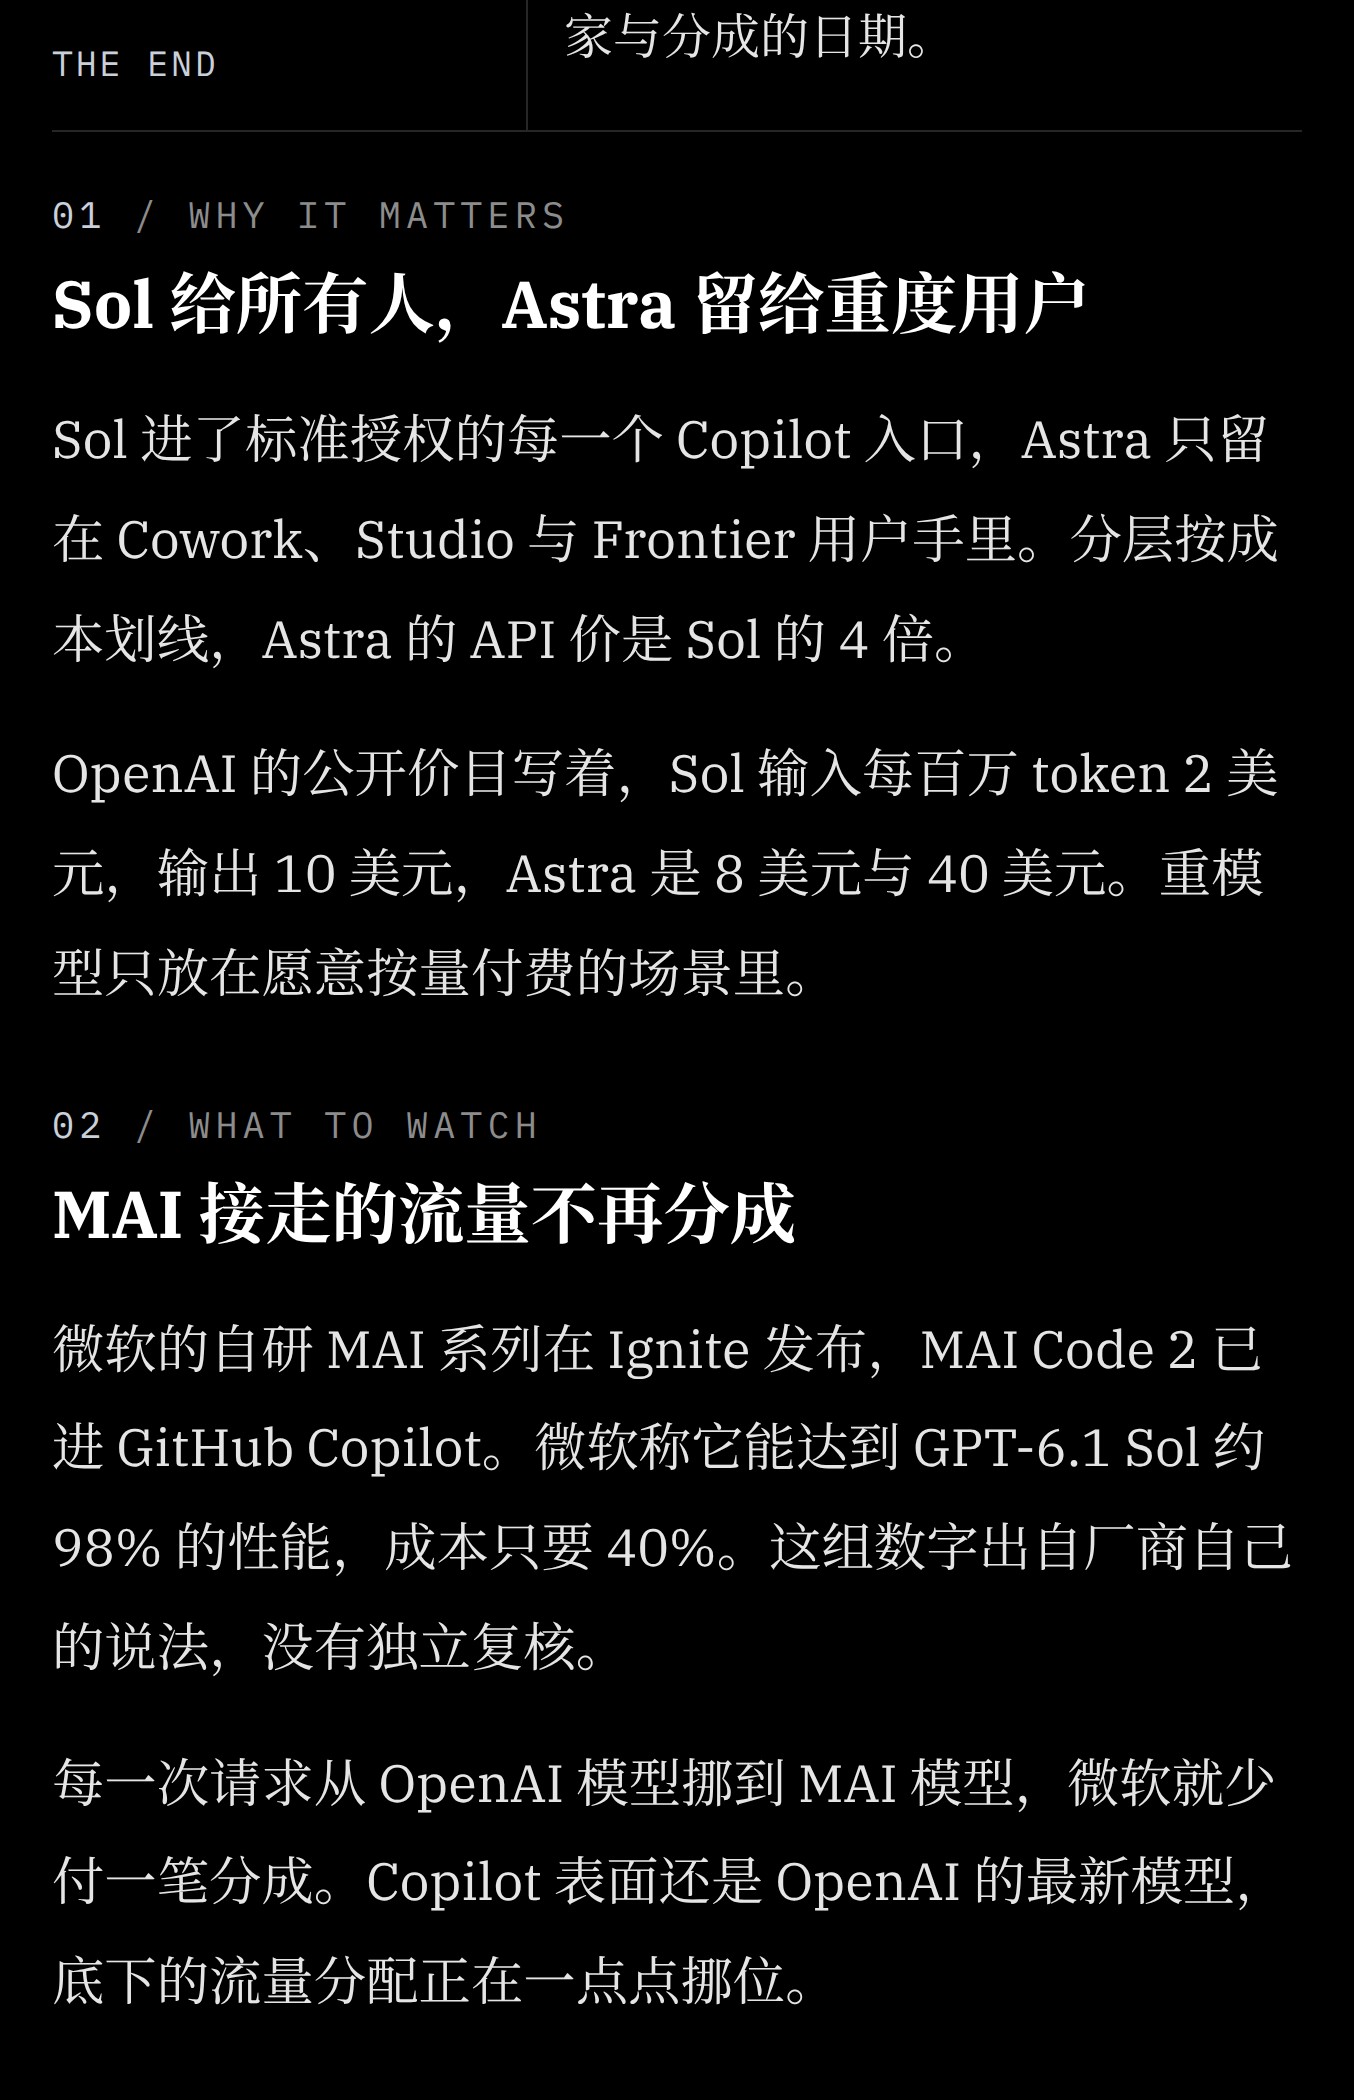 THE END
家与分成的日期。
01 / WHY IT MATTERS
Sol 给所有人，Astra 留给重度用户
Sol 进了标准授权的每一个 Copilot 入口，Astra 只留
在 Cowork、Studio 与 Frontier 用户手里。分层按成
本划线，Astra 的 API 价是 Sol 的 4 倍。
OpenAI 的公开价目写着，Sol 输入每百万 token 2 美
元，输出 10 美元，Astra 是 8 美元与 40 美元。重模
型只放在愿意按量付费的场景里。
02 / WHAT TO WATCH
MAI 接走的流量不再分成
微软的自研 MAI 系列在 Ignite 发布，MAI Code 2 已
进 GitHub Copilot。微软称它能达到 GPT-6.1 Sol 约
98% 的性能，成本只要 40%。这组数字出自厂商自己
的说法，没有独立复核。
每一次请求从 OpenAI 模型挪到 MAI 模型，微软就少
付一笔分成。Copilot 表面还是 OpenAI 的最新模型，
底下的流量分配正在一点点挪位。